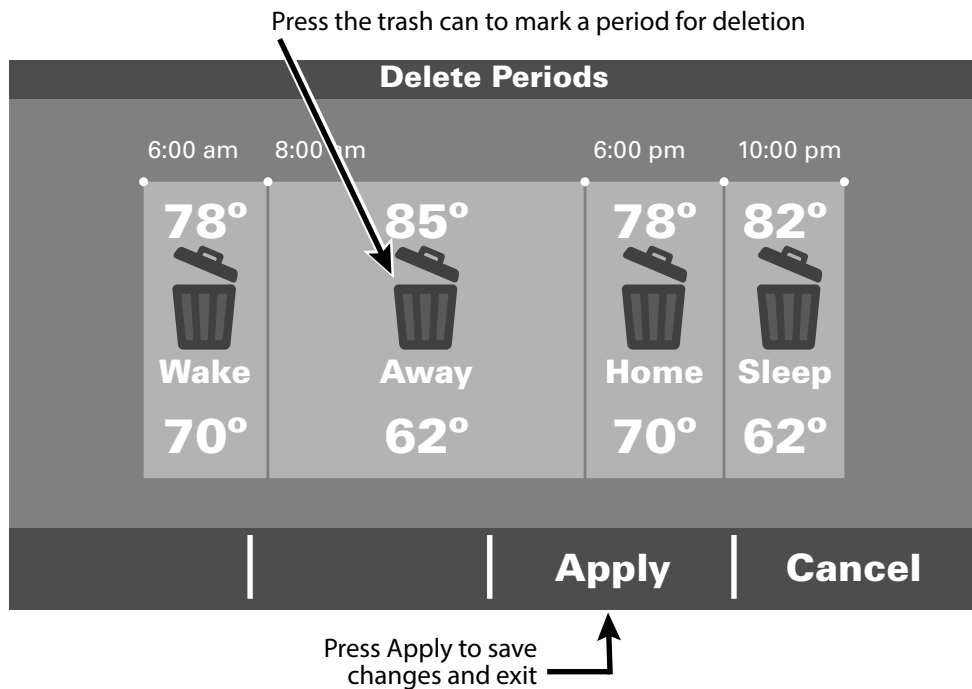 Press the trash can to mark a period for deletion
Delete Periods
6:00 am 8:00 am 6:00 pm 10:00 pm
78º 85º 78º 82º
Wake Away Home Sleep
70º 62º 70º 62º
Apply Cancel
Press Apply to save
changes and exit